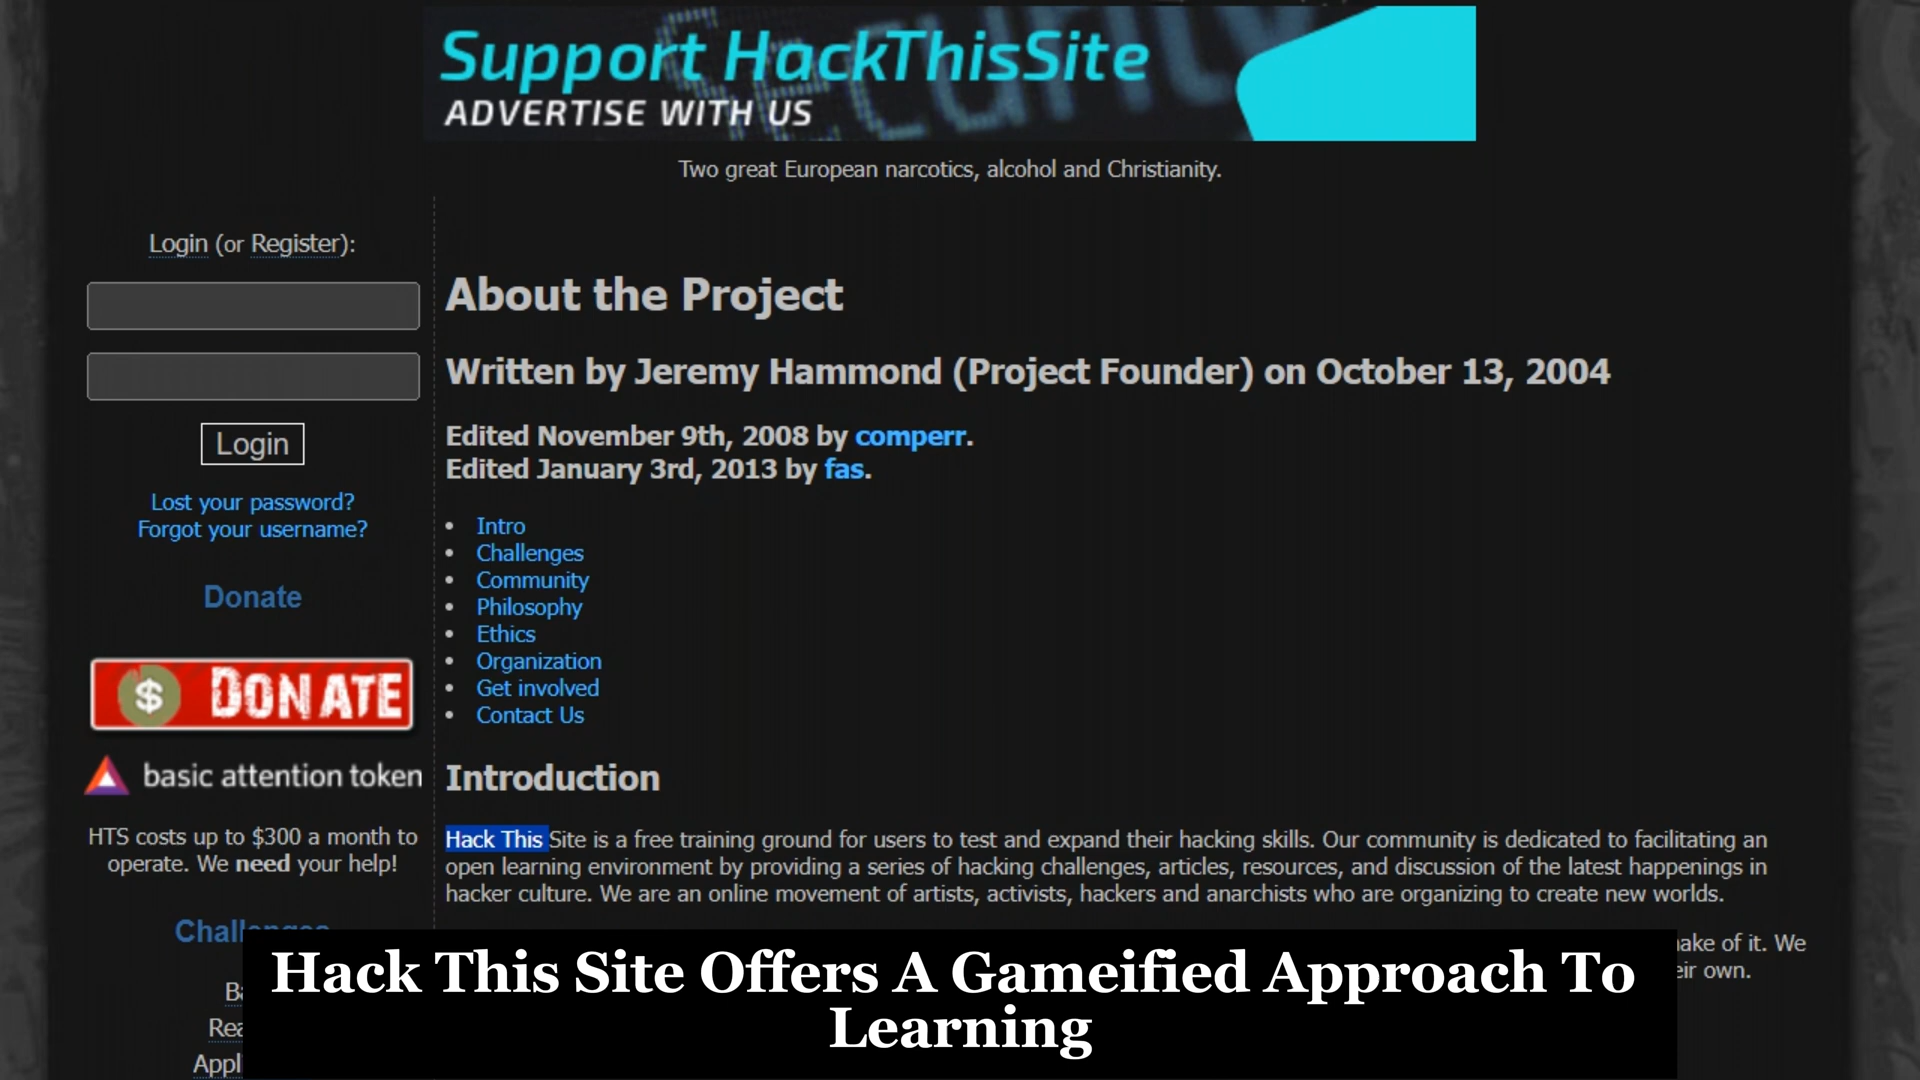 Support HackThisSite
ADVERTISE WITH US
Two great European narcotics, alcohol and Christianity.
Login (or Register):
Login
Lost your password?
Forgot your username?
Donate
$ DONATE
basic attention token
HTS costs up to $300 a month to
operate. We need your help!
About the Project
Written by Jeremy Hammond (Project Founder) on October 13, 2004
Edited November 9th, 2008 by comperr.
Edited January 3rd, 2013 by fas.
• Intro
• Challenges
• Community
• Philosophy
• Ethics
• Organization
• Get involved
• Contact Us
Introduction
Hack This Site is a free training ground for users to test and expand their hacking skills. Our community is dedicated to facilitating an
open learning environment by providing a series of hacking challenges, articles, resources, and discussion of the latest happenings in
hacker culture. We are an online movement of artists, activists, hackers and anarchists who are organizing to create new worlds.
of it. We
own.
Hack This Site Offers A Gameified Approach To
Learning